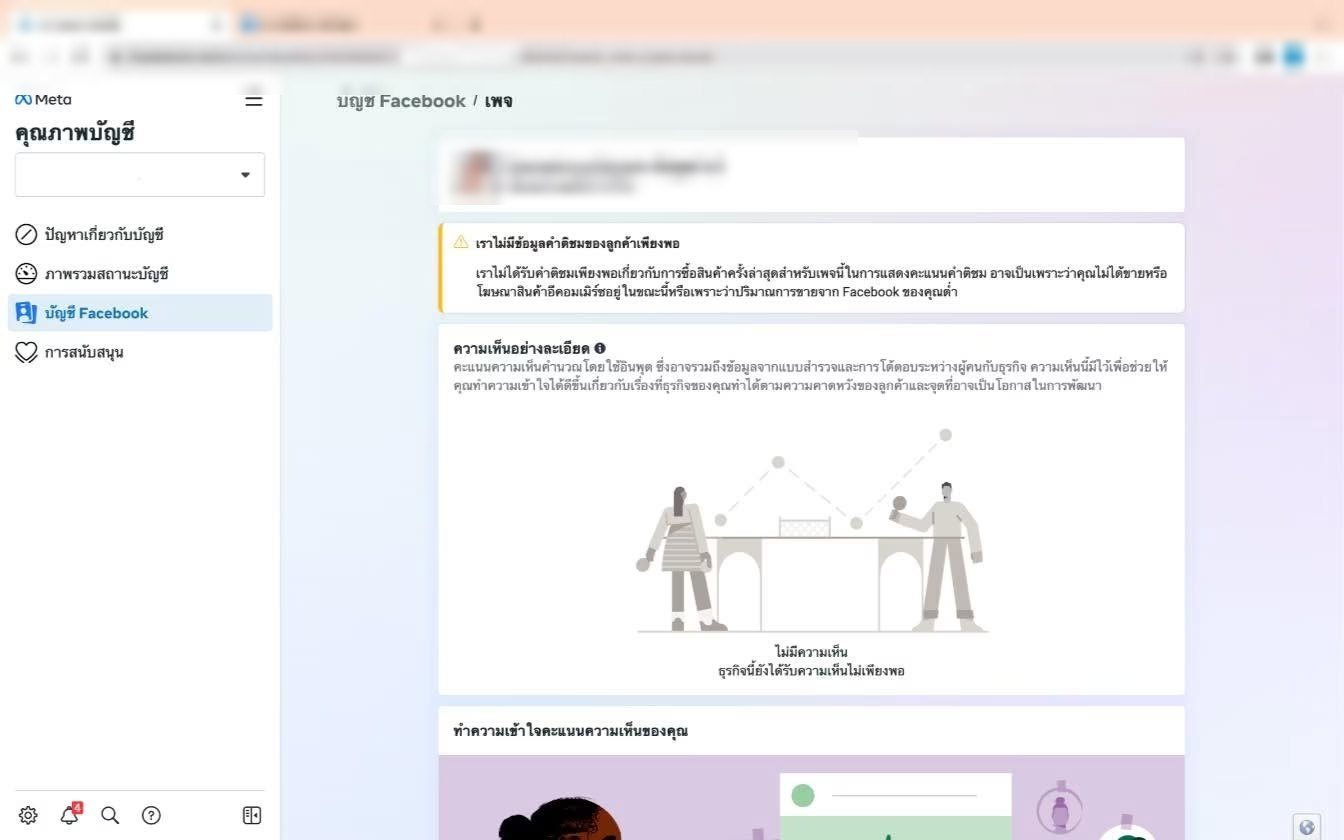 Meta
คุณภาพบัญชี
ปัญหาเกี่ยวกับบัญชี
ภาพรวมสถานะบัญชี
บัญชี Facebook
การสนับสนุน
4
บัญชี Facebook / เพจ
เราไม่มีข้อมูลคำติชมของลูกค้าเพียงพอ
เราไม่ได้รับคำติชมเพียงพอเกี่ยวกับการซื้อสินค้าครั้งล่าสุดสำหรับเพจนี้ในการแสดงคะแนนคำติชม อาจเป็นเพราะว่าคุณไม่ได้ขายหรือ
โฆษณาสินค้าอีคอมเมิร์ซอยู่ในขณะนี้หรือเพราะว่าปริมาณการขายจาก Facebook ของคุณต่ำ
ความเห็นอย่างละเอียด
คะแนนความเห็นคำนวณโดยใช้อินพุต ซึ่งอาจรวมถึงข้อมูลจากแบบสำรวจและการโต้ตอบระหว่างผู้คนกับธุรกิจ ความเห็นนี้มีไว้เพื่อช่วยให้
คุณทำความเข้าใจได้ดีขึ้นเกี่ยวกับเรื่องที่ธุรกิจของคุณทำได้ตามความคาดหวังของลูกค้าและจุดที่อาจเป็นโอกาสในการพัฒนา
ไม่มีความเห็น
ธุรกิจนี้ยังได้รับความเห็นไม่เพียงพอ
ทำความเข้าใจคะแนนความเห็นของคุณ